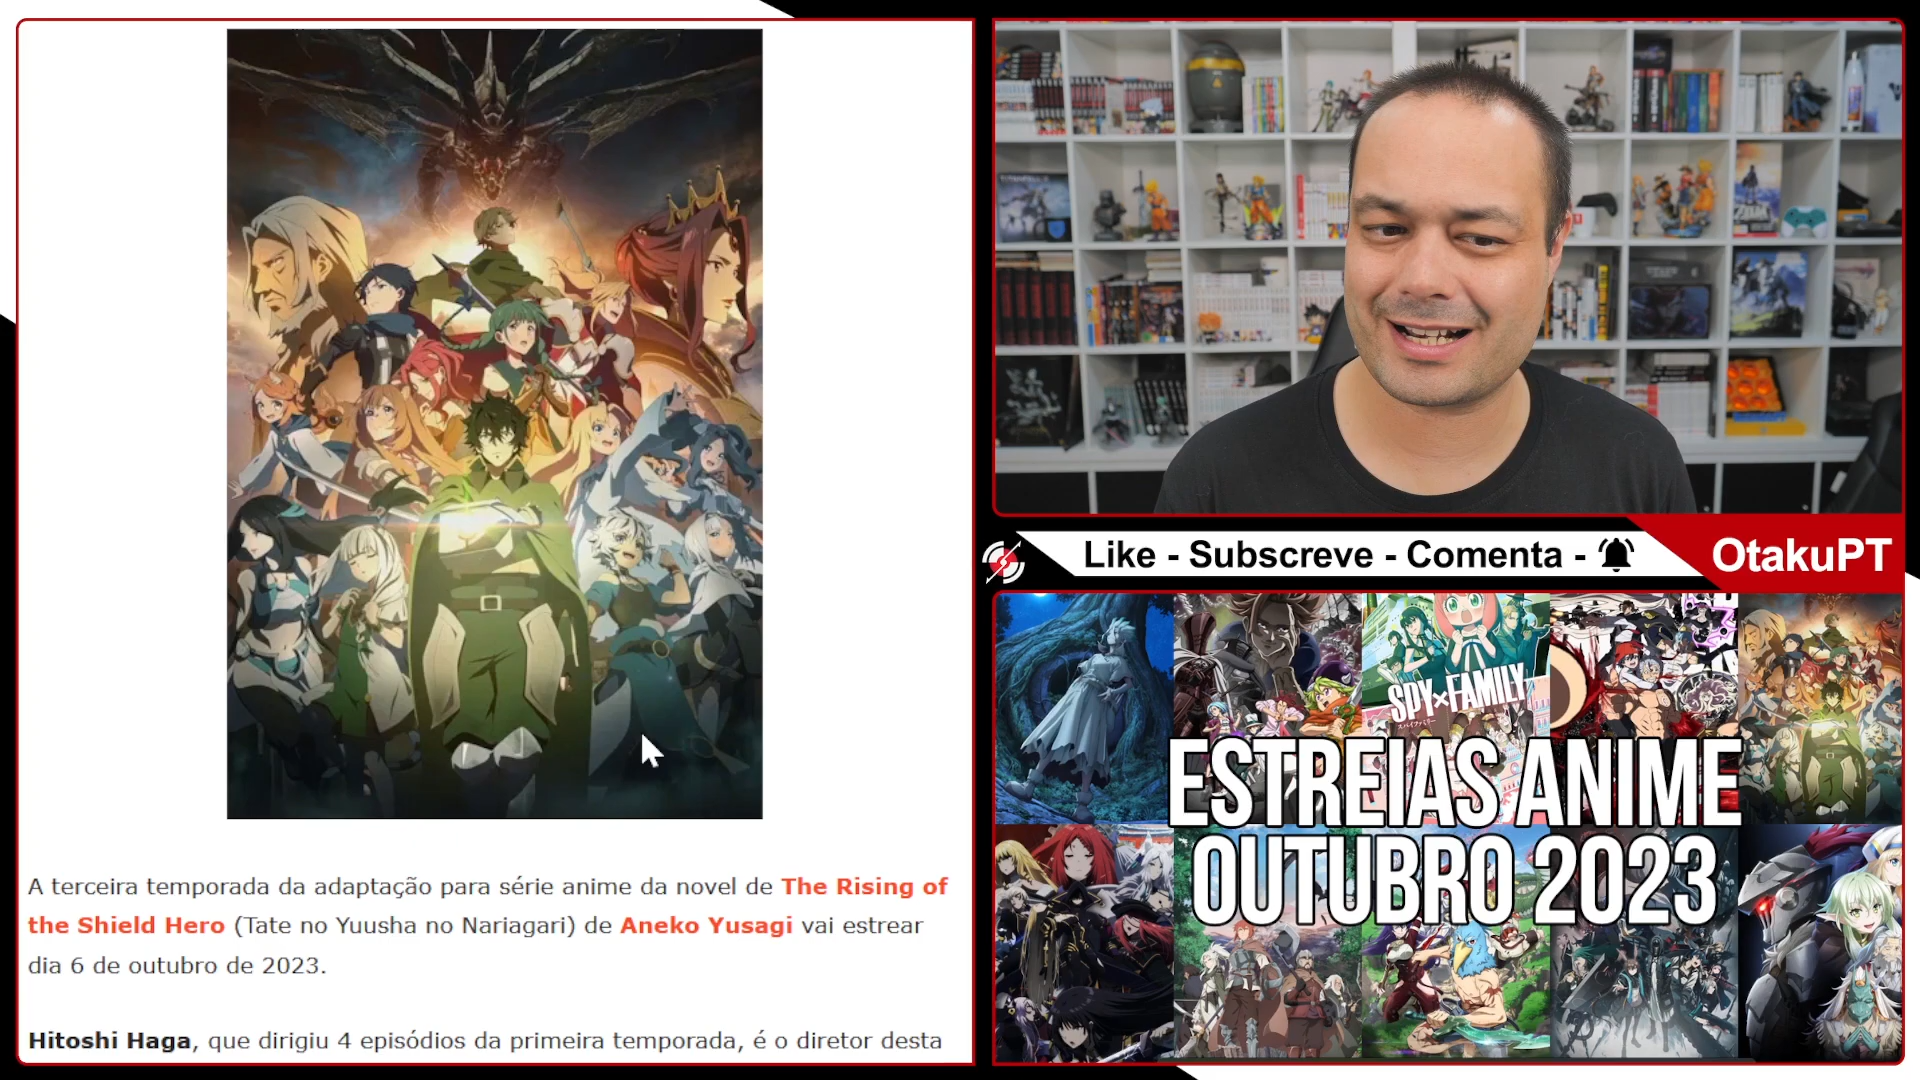 A terceira temporada da adaptação para série anime da novel de The Rising of
the Shield Hero (Tate no Yuusha no Nariagari) de Aneko Yusagi vai estrear
dia 6 de outubro de 2023.
Hitoshi Haga, que dirigiu 4 episódios da primeira temporada, é o diretor desta
Like - Subscreve - Comenta -
OtakuPT
SPY×FAMILY
ESTREIAS ANIME
OUTUBRO 2023